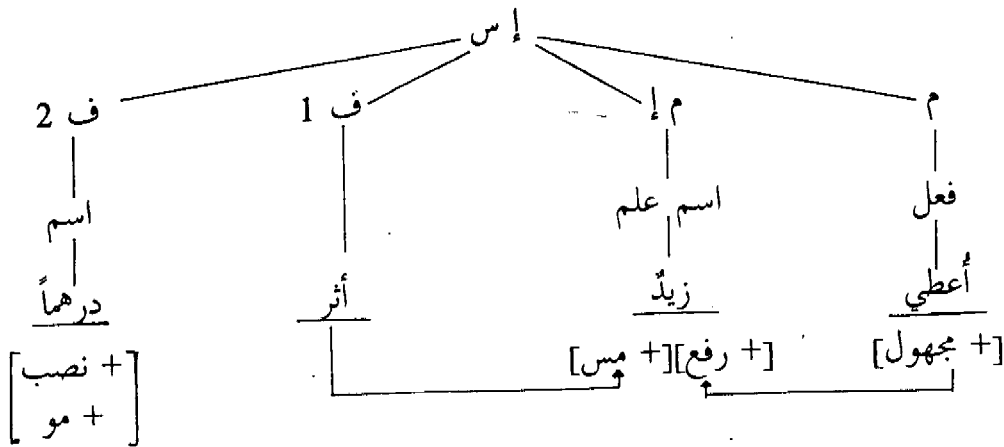 إ س
م م إ ف 1 ف 2
فعل اسم علم اسم
أُعطي زيدٌ أثر درهماً
[+ مجهول] [+ رفع][+ مس] [+ نصب
+ مو]